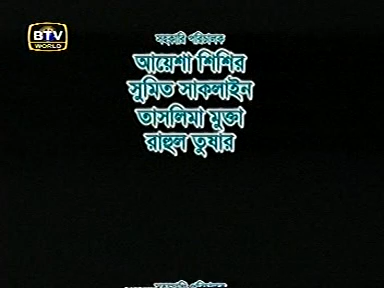 BTV
WORLD
সহকারি পরিচালক
আয়েশা শিশির
সুমিত সাকলাইন
তাসলিমা মুক্তা
রাহুল তুষার